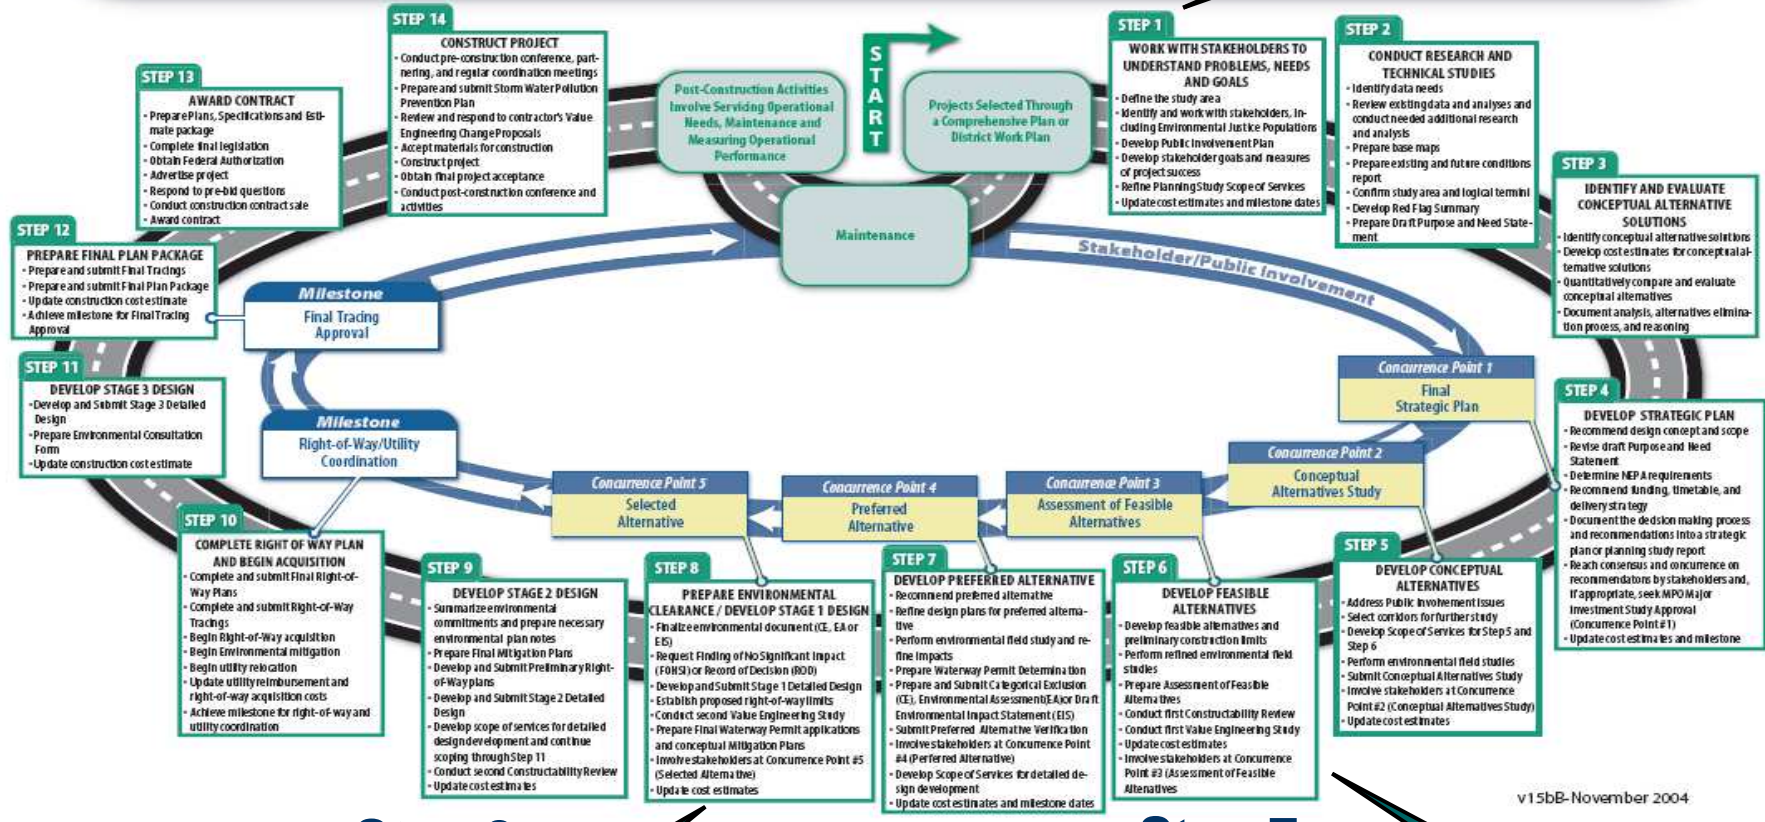 START
Projects Selected Through
a Comprehensive Plan or
District Work Plan
STEP 1
WORK WITH STAKEHOLDERS TO
UNDERSTAND PROBLEMS, NEEDS
AND GOALS
- Define the study area
- Identify and work with stakeholders, in-
cluding Environmental Justice Populations
- Develop Public Involvement Plan
- Develop stakeholder goals and measures
of project success
- Refine Planning Study Scope of Services
- Update cost estimates and milestone dates
STEP 2
CONDUCT RESEARCH AND
TECHNICAL STUDIES
- Identify data needs
- Review existing data and analyses and
conduct needed additional research
and analysis
- Prepare base maps
- Prepare existing and future conditions
report
- Confirm study area and logical termini
- Develop Red Flag Summary
- Prepare Draft Purpose and Need State-
ment
STEP 3
IDENTIFY AND EVALUATE
CONCEPTUAL ALTERNATIVE
SOLUTIONS
- Identify conceptual alternative solutions
- Develop cost estimates for conceptual al-
ternative solutions
- Quantitatively compare and evaluate
conceptual alternatives
- Document analysis, alternatives elimina-
tion process, and reasoning
STEP 4
DEVELOP STRATEGIC PLAN
- Recommend design concept and scope
- Revise draft Purpose and Need
Statement
- Determine NEPA requirements
- Recommend funding, timetable, and
delivery strategy
- Document the decision making process
and recommendations into a strategic
plan or planning study report
- Reach consensus and concurrence on
recommendatons by stakeholders and,
if appropriate, seek MPO Major
Investment Study Approval
(Concurrence Point #1)
- Update cost estimates and milestone
STEP 5
DEVELOP CONCEPTUAL
ALTERNATIVES
- Address Public Involvement Issues
- Select corridors for further study
- Develop Scope of Services for Step 5 and
Step 6
- Perform environmental field studies
- Submit Conceptual Alternatives Study
- Involve stakeholders at Concurrence
Point #2 (Conceptual Alternatives Study)
- Update cost estimates
STEP 6
DEVELOP FEASIBLE
ALTERNATIVES
- Develop feasible alternatives and
preliminary construction limits
- Perform refined environmental field
studies
- Prepare Assessment of Feasible
Alternatives
- Conduct first Constructability Review
- Conduct first Value Engineering Study
- Update cost estimates
- Involve stakeholders at Concurrence
Point #3 (Assessment of Feasible
Altenatives
STEP 7
DEVELOP PREFERRED ALTERNATIVE
- Recommend preferred alternative
- Refine design plans for preferred alterna-
tive
- Perform environmental field study and re-
fine impacts
- Prepare Waterway Permit Determination
- Prepare and Submit Categorical Exclusion
(CE), Environmental Assessment(EA)or Draft
Environmental Impact Statement (EIS)
- Submit Preferred Alternative Verification
- Involve stakeholders at Concurrence Point
#4 (Perferred Alternative)
- Develop Scope of Services for detailed de-
sign development
- Update cost estimates and milestone dates
STEP 8
PREPARE ENVIRONMENTAL
CLEARANCE / DEVELOP STAGE 1 DESIGN
- Finalize environmental document (CE, EA or
EIS)
- Request Finding of No Significant Impact
(FONSI) or Record of Decision (ROD)
- Develop and Submit Stage 1 Detailed Design
- Establish proposed right-of-way limits
- Conduct second Value Engineering Study
- Prepare Final Waterway Permit applications
and conceptual Mitigation Plans
- Involve stakeholders at Concurrence Point #5
(Selected Alternative)
- Update cost estimates
STEP 9
DEVELOP STAGE 2 DESIGN
- Summarize environmental
commitments and prepare necessary
environmental plan notes
- Prepare Final Mitigation Plans
- Develop and Submit Preliminary Right-
of-Way plans
- Develop and Submit Stage 2 Detailed
Design
- Develop scope of services for detailed
design development and continue
scoping through Step 11
- Conduct second Constructability Review
- Update cost estimates
STEP 10
COMPLETE RIGHT OF WAY PLAN
AND BEGIN ACQUISITION
- Complete and submit Final Right-of-
Way Plans
- Complete and submit Right-of-Way
Tracings
- Begin Right-of-Way acquisition
- Begin Environmental mitigation
- Begin utility relocation
- Update utility reimbursement and
right-of-way acquisition costs
- Achieve milestone for right-of-way and
utility coordination
STEP 11
DEVELOP STAGE 3 DESIGN
- Develop and Submit Stage 3 Detailed
Design
- Prepare Environmental Consultation
Form
- Update construction cost estimate
STEP 12
PREPARE FINAL PLAN PACKAGE
- Prepare and submit Final Tracings
- Prepare and submit Final Plan Package
- Update construction cost estimate
- Achieve milestone for Final Tracing
Approval
STEP 13
AWARD CONTRACT
- Prepare Plans, Specifications and Esti-
mate package
- Complete final legislation
- Obtain Federal Authorization
- Advertise project
- Respond to pre-bid questions
- Conduct construction contract sale
- Award contract
STEP 14
CONSTRUCT PROJECT
- Conduct pre-construction conference, part-
nering, and regular coordination meetings
- Prepare and submit Storm Water Pollution
Prevention Plan
- Review and respond to contractor's Value
Engineering Change Proposals
- Accept materials for construction
- Construct project
- Obtain final project acceptance
- Conduct post-construction conference and
activities
Post-Construction Activities
Involve Servicing Operational
Needs, Maintenance and
Measuring Operational
Performance
Maintenance
Stakeholder/Public Involvement
Concurrence Point 1
Final
Strategic Plan
Concurrence Point 2
Conceptual
Alternatives Study
Concurrence Point 3
Assessment of Feasible
Alternatives
Concurrence Point 4
Preferred
Alternative
Concurrence Point 5
Selected
Alternative
Milestone
Right-of-Way/Utility
Coordination
Milestone
Final Tracing
Approval
v15bB-November 2004